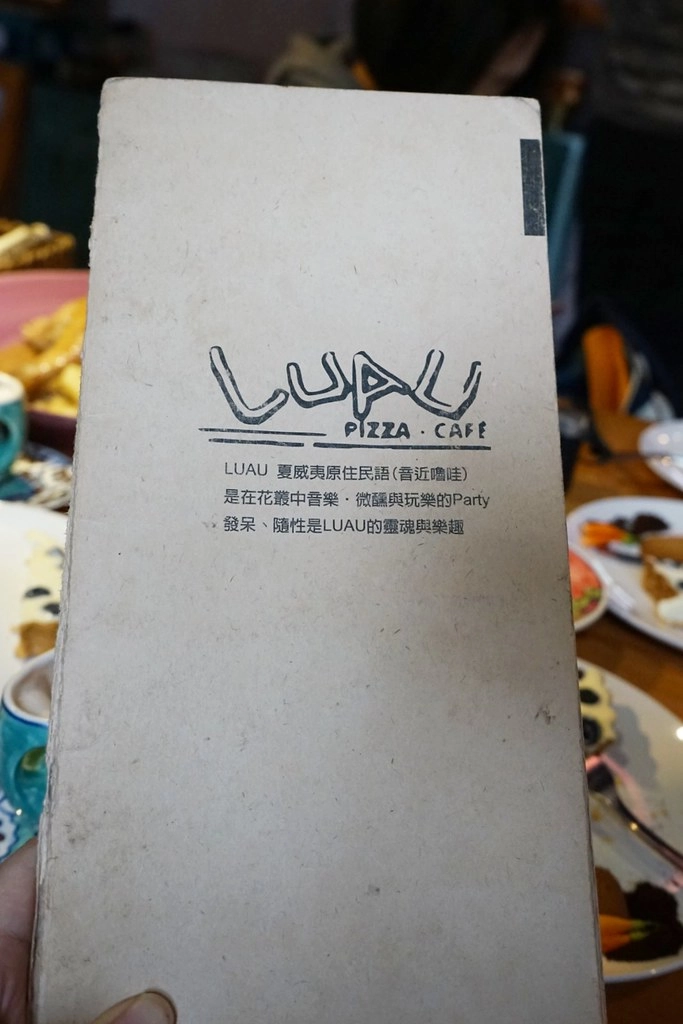 LUAU
PIZZA · CAFÉ
LUAU 夏威夷原住民語(音近嚕哇)
是在花叢中音樂·微醺與玩樂的Party
發呆、隨性是LUAU的靈魂與樂趣